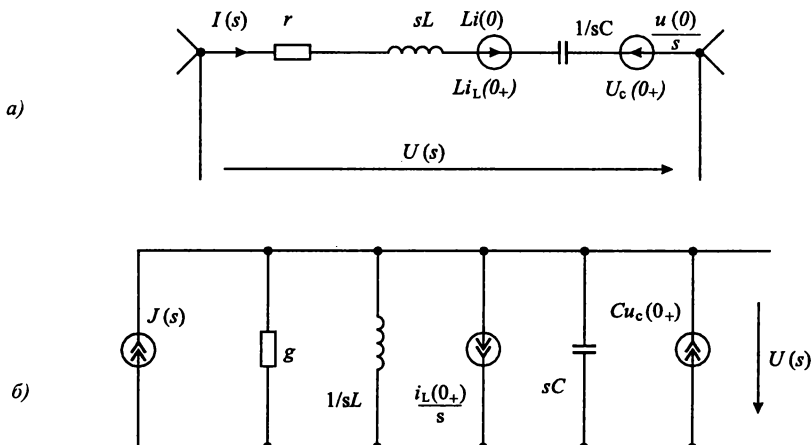 I(s) r sL Li(0) 1/sC u(0)/s
Li_L(0₊) U_c(0₊)
а)
U(s)
J(s) g 1/sL i_L(0₊)/s sC Cu_c(0₊) U(s)
б)